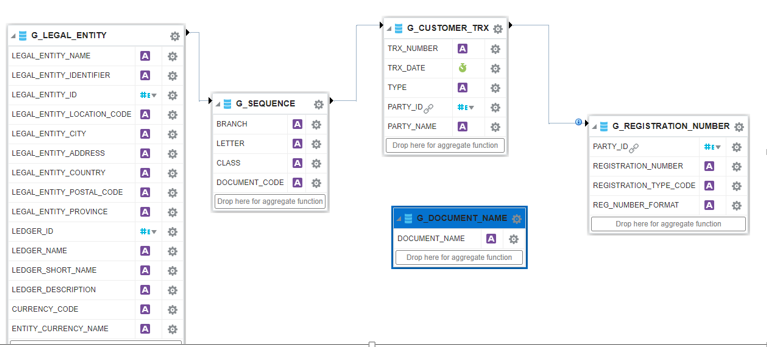 G_LEGAL_ENTITY
LEGAL_ENTITY_NAME
LEGAL_ENTITY_IDENTIFIER
LEGAL_ENTITY_ID
LEGAL_ENTITY_LOCATION_CODE
LEGAL_ENTITY_CITY
LEGAL_ENTITY_ADDRESS
LEGAL_ENTITY_COUNTRY
LEGAL_ENTITY_POSTAL_CODE
LEGAL_ENTITY_PROVINCE
LEDGER_ID
LEDGER_NAME
LEDGER_SHORT_NAME
LEDGER_DESCRIPTION
CURRENCY_CODE
ENTITY_CURRENCY_NAME
G_SEQUENCE
BRANCH
LETTER
CLASS
DOCUMENT_CODE
Drop here for aggregate function
G_CUSTOMER_TRX
TRX_NUMBER
TRX_DATE
TYPE
PARTY_ID
PARTY_NAME
Drop here for aggregate function
G_DOCUMENT_NAME
DOCUMENT_NAME
Drop here for aggregate function
G_REGISTRATION_NUMBER
PARTY_ID
REGISTRATION_NUMBER
REGISTRATION_TYPE_CODE
REG_NUMBER_FORMAT
Drop here for aggregate function